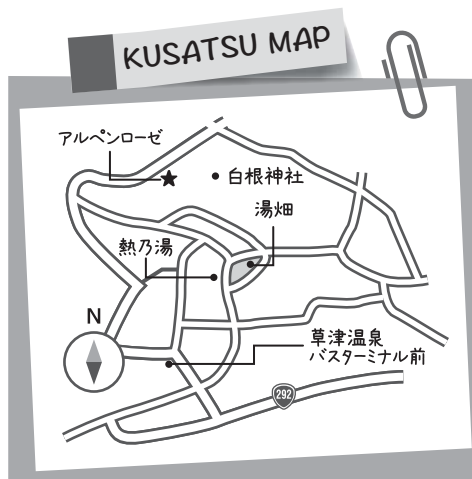 KUSATSU MAP
アルペンローゼ
白根神社
湯畑
熱乃湯
N
草津温泉
バスターミナル前
292